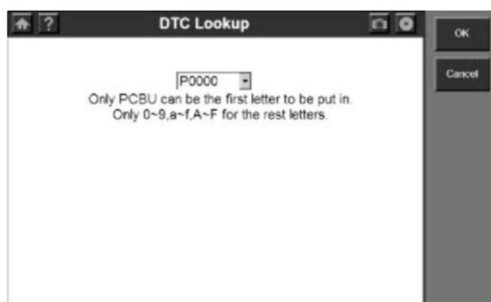 ? DTC Lookup
OK
Cancel
P0000
Only PCBU can be the first letter to be put in.
Only 0~9,a~f,A~F for the rest letters.